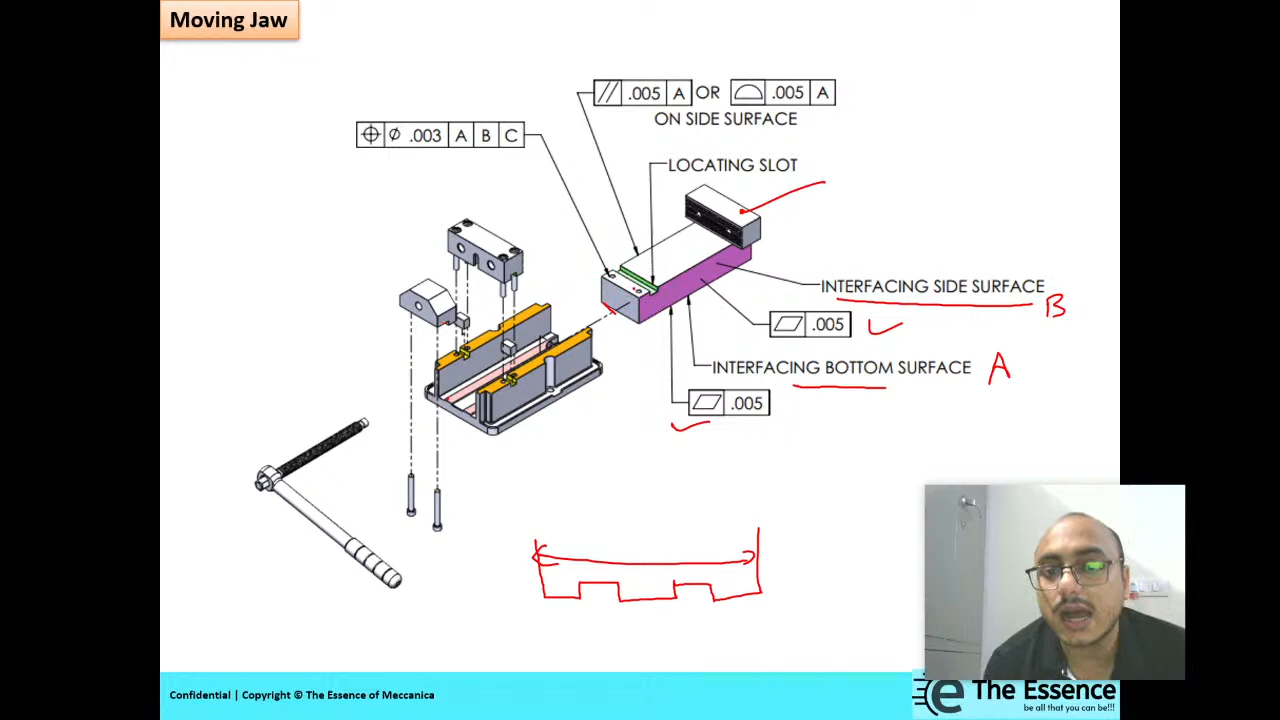 Moving Jaw
// .005 A OR ⌓ .005 A
ON SIDE SURFACE
⌖ ⌀ .003 A B C
LOCATING SLOT
INTERFACING SIDE SURFACE B
⏥ .005
INTERFACING BOTTOM SURFACE A
⏥ .005
Confidential | Copyright © The Essence of Meccanica
The Essence
be all that you can be!!!